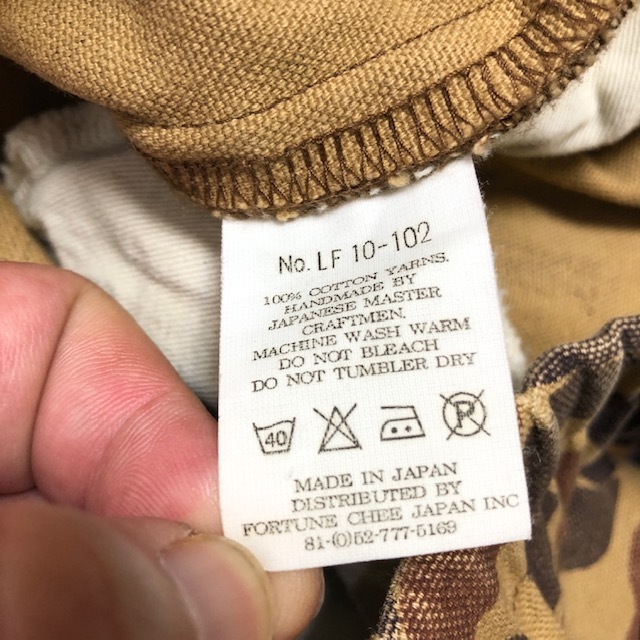 No. LF 10-102
100% COTTON YARNS.
HANDMADE BY
JAPANESE MASTER
CRAFTMEN.
MACHINE WASH WARM
DO NOT BLEACH
DO NOT TUMBLER DRY
40 P
MADE IN JAPAN
DISTRIBUTED BY
FORTUNE CHEE JAPAN INC
81-(0)52-777-5169